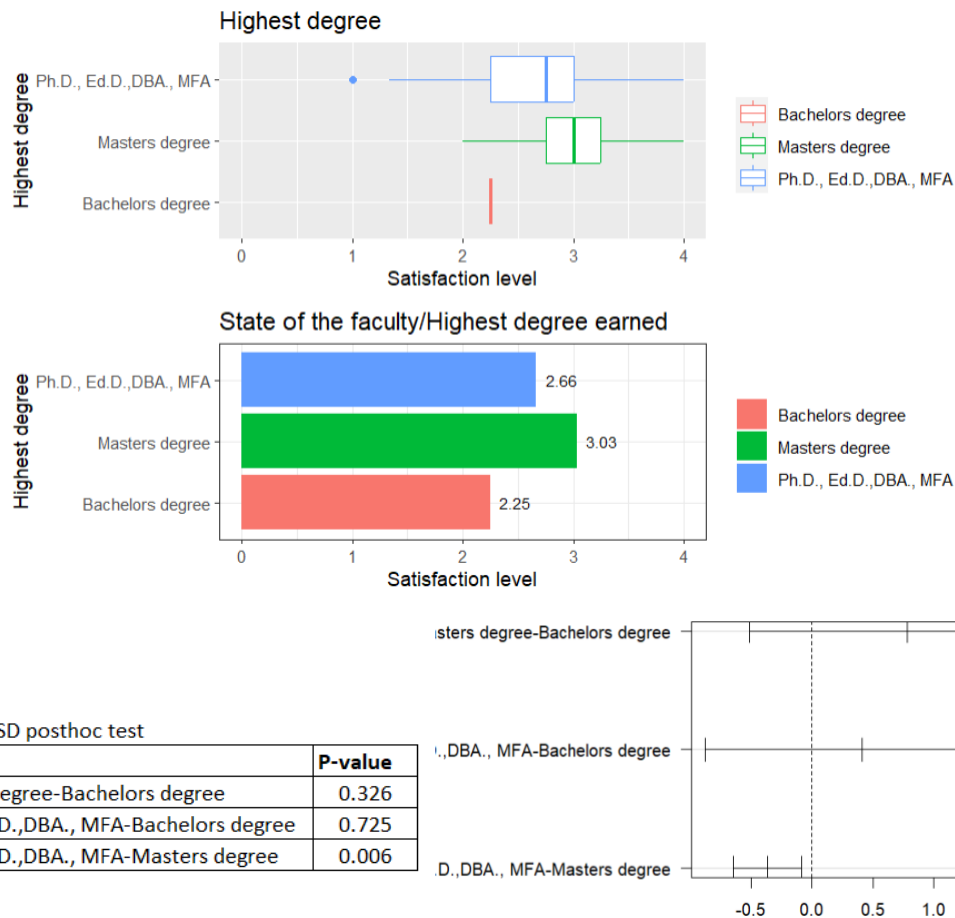 Highest degree
Highest degree
Ph.D., Ed.D.,DBA., MFA
Masters degree
Bachelors degree
0 1 2 3 4
Satisfaction level
Bachelors degree
Masters degree
Ph.D., Ed.D.,DBA., MFA
State of the faculty/Highest degree earned
Highest degree
Ph.D., Ed.D.,DBA., MFA
Masters degree
Bachelors degree
2.66
3.03
2.25
0 1 2 3 4
Satisfaction level
Bachelors degree
Masters degree
Ph.D., Ed.D.,DBA., MFA
SD posthoc test
P-value
egree-Bachelors degree 0.326
D.,DBA., MFA-Bachelors degree 0.725
D.,DBA., MFA-Masters degree 0.006
sters degree-Bachelors degree
.,DBA., MFA-Bachelors degree
.D.,DBA., MFA-Masters degree
-0.5 0.0 0.5 1.0